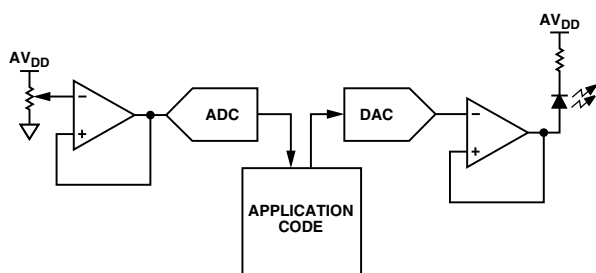 AVDD
AVDD
ADC
DAC
−
+
−
+
APPLICATION
CODE